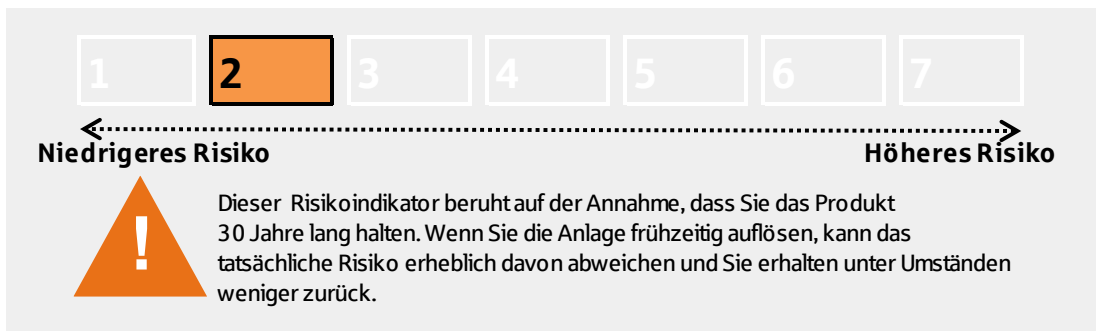 1 2 3 4 5 6 7
Niedrigeres Risiko Höheres Risiko
! Dieser Risikoindikator beruht auf der Annahme, dass Sie das Produkt
30 Jahre lang halten. Wenn Sie die Anlage frühzeitig auflösen, kann das
tatsächliche Risiko erheblich davon abweichen und Sie erhalten unter Umständen
weniger zurück.